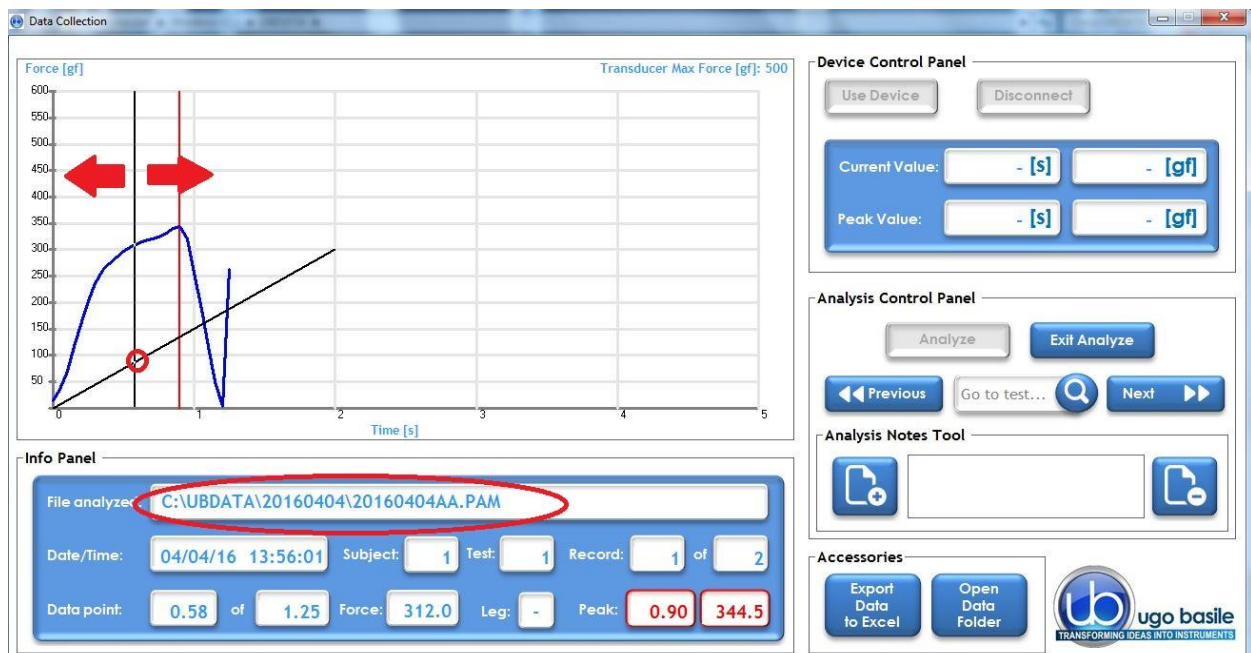 Data Collection
Force [gf]
Transducer Max Force [gf]: 500
600
550
500
450
400
350
300
250
200
150
100
50
0 1 2 3 4 5
Time [s]
Info Panel
File analyzed: C:\UBDATA\20160404\20160404AA.PAM
Date/Time: 04/04/16 13:56:01 Subject: 1 Test: 1 Record: 1 of 2
Data point: 0.58 of 1.25 Force: 312.0 Leg: - Peak: 0.90 344.5
Device Control Panel
Use Device Disconnect
Current Value: - [s] - [gf]
Peak Value: - [s] - [gf]
Analysis Control Panel
Analyze Exit Analyze
Previous Go to test... Next
Analysis Notes Tool
Accessories
Export Data to Excel
Open Data Folder
ub ugo basile
TRANSFORMING IDEAS INTO INSTRUMENTS